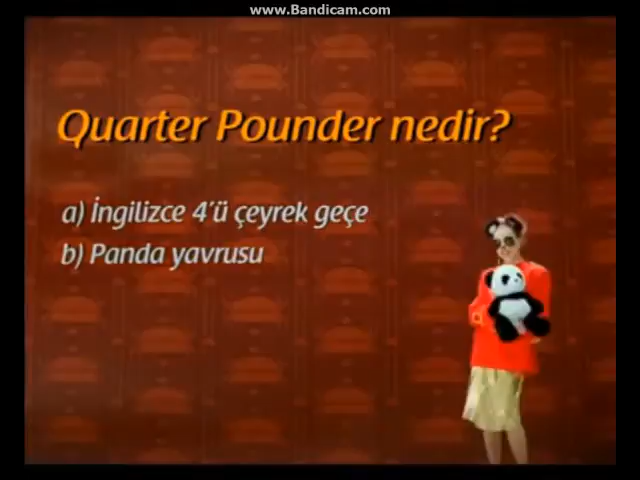 www.Bandicam.com
Quarter Pounder nedir?
a) İngilizce 4'ü çeyrek geçe
b) Panda yavrusu